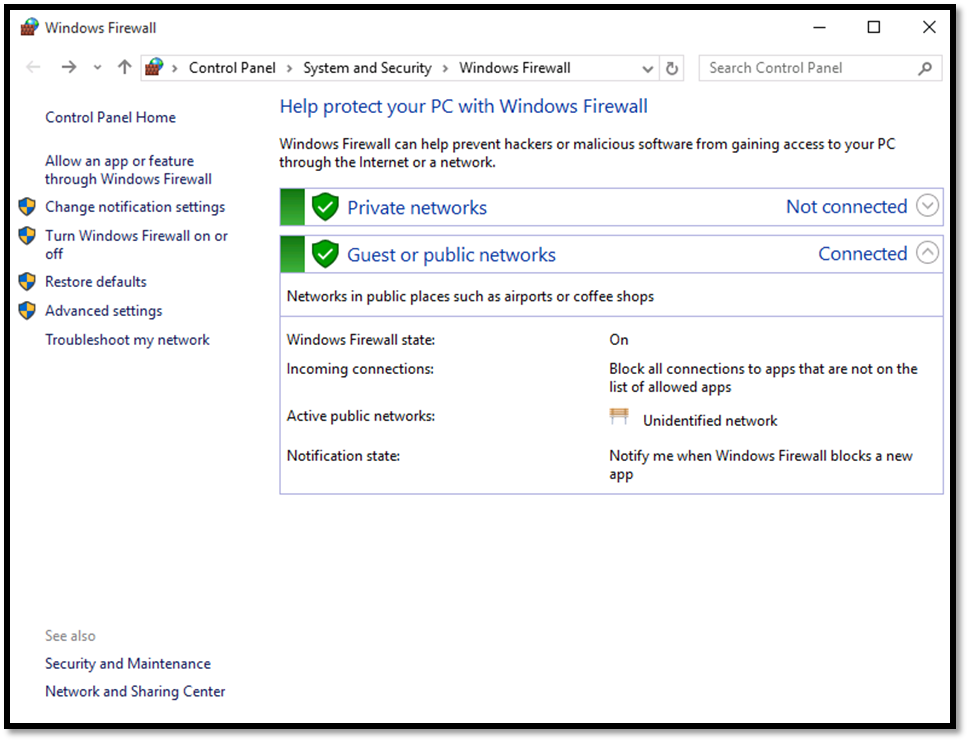 Windows Firewall
Control Panel > System and Security > Windows Firewall
Search Control Panel
Control Panel Home
Allow an app or feature
through Windows Firewall
Change notification settings
Turn Windows Firewall on or
off
Restore defaults
Advanced settings
Troubleshoot my network
See also
Security and Maintenance
Network and Sharing Center
Help protect your PC with Windows Firewall
Windows Firewall can help prevent hackers or malicious software from gaining access to your PC
through the Internet or a network.
Private networks Not connected
Guest or public networks Connected
Networks in public places such as airports or coffee shops
Windows Firewall state: On
Incoming connections: Block all connections to apps that are not on the
list of allowed apps
Active public networks: Unidentified network
Notification state: Notify me when Windows Firewall blocks a new
app